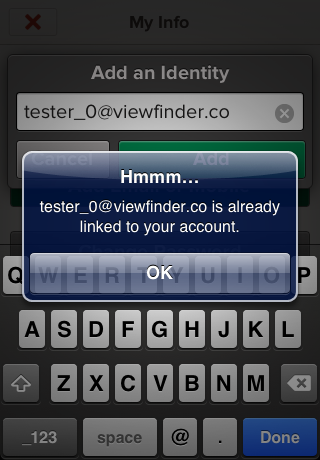 My Info
Add an Identity
tester_0@viewfinder.co
Cancel Add
Hmmm...
tester_0@viewfinder.co is already
linked to your account.
OK
Q W E R T Y U I O P
A S D F G H J K L
Z X C V B N M
_123 space @ . Done